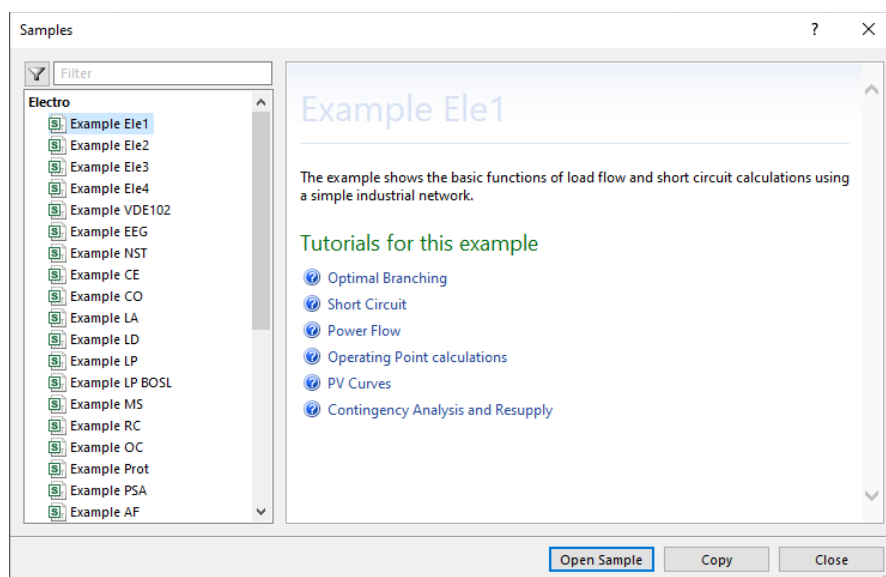 Samples
?
Filter
Electro
Example Ele1
Example Ele2
Example Ele3
Example Ele4
Example VDE102
Example EEG
Example NST
Example CE
Example CO
Example LA
Example LD
Example LP
Example LP BOSL
Example MS
Example RC
Example OC
Example Prot
Example PSA
Example AF
Example Ele1
The example shows the basic functions of load flow and short circuit calculations using
a simple industrial network.
Tutorials for this example
Optimal Branching
Short Circuit
Power Flow
Operating Point calculations
PV Curves
Contingency Analysis and Resupply
Open Sample
Copy
Close